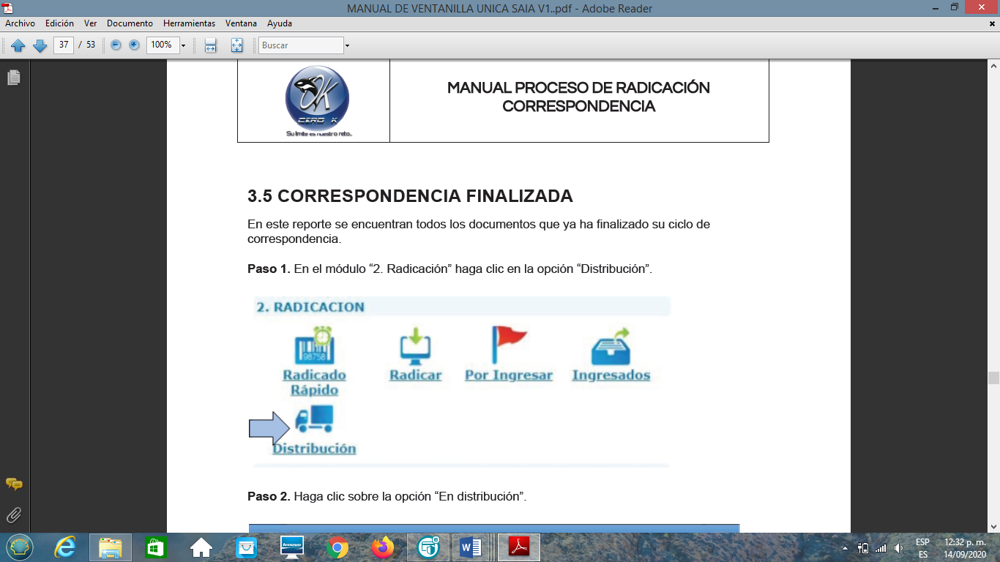 MANUAL DE VENTANILLA UNICA SAIA V1..pdf - Adobe Reader
Archivo Edición Ver Documento Herramientas Ventana Ayuda
37 / 53 100% Buscar
OK
CERO K
Su límite es nuestro reto..
MANUAL PROCESO DE RADICACIÓN
CORRESPONDENCIA
3.5 CORRESPONDENCIA FINALIZADA
En este reporte se encuentran todos los documentos que ya ha finalizado su ciclo de
correspondencia.
Paso 1. En el módulo “2. Radicación” haga clic en la opción “Distribución”.
2. RADICACION
98758
Radicado
Rápido
Radicar
Por Ingresar
Ingresados
Distribución
Paso 2. Haga clic sobre la opción “En distribución”.
lenovo
ESP
ES
12:32 p. m.
14/09/2020